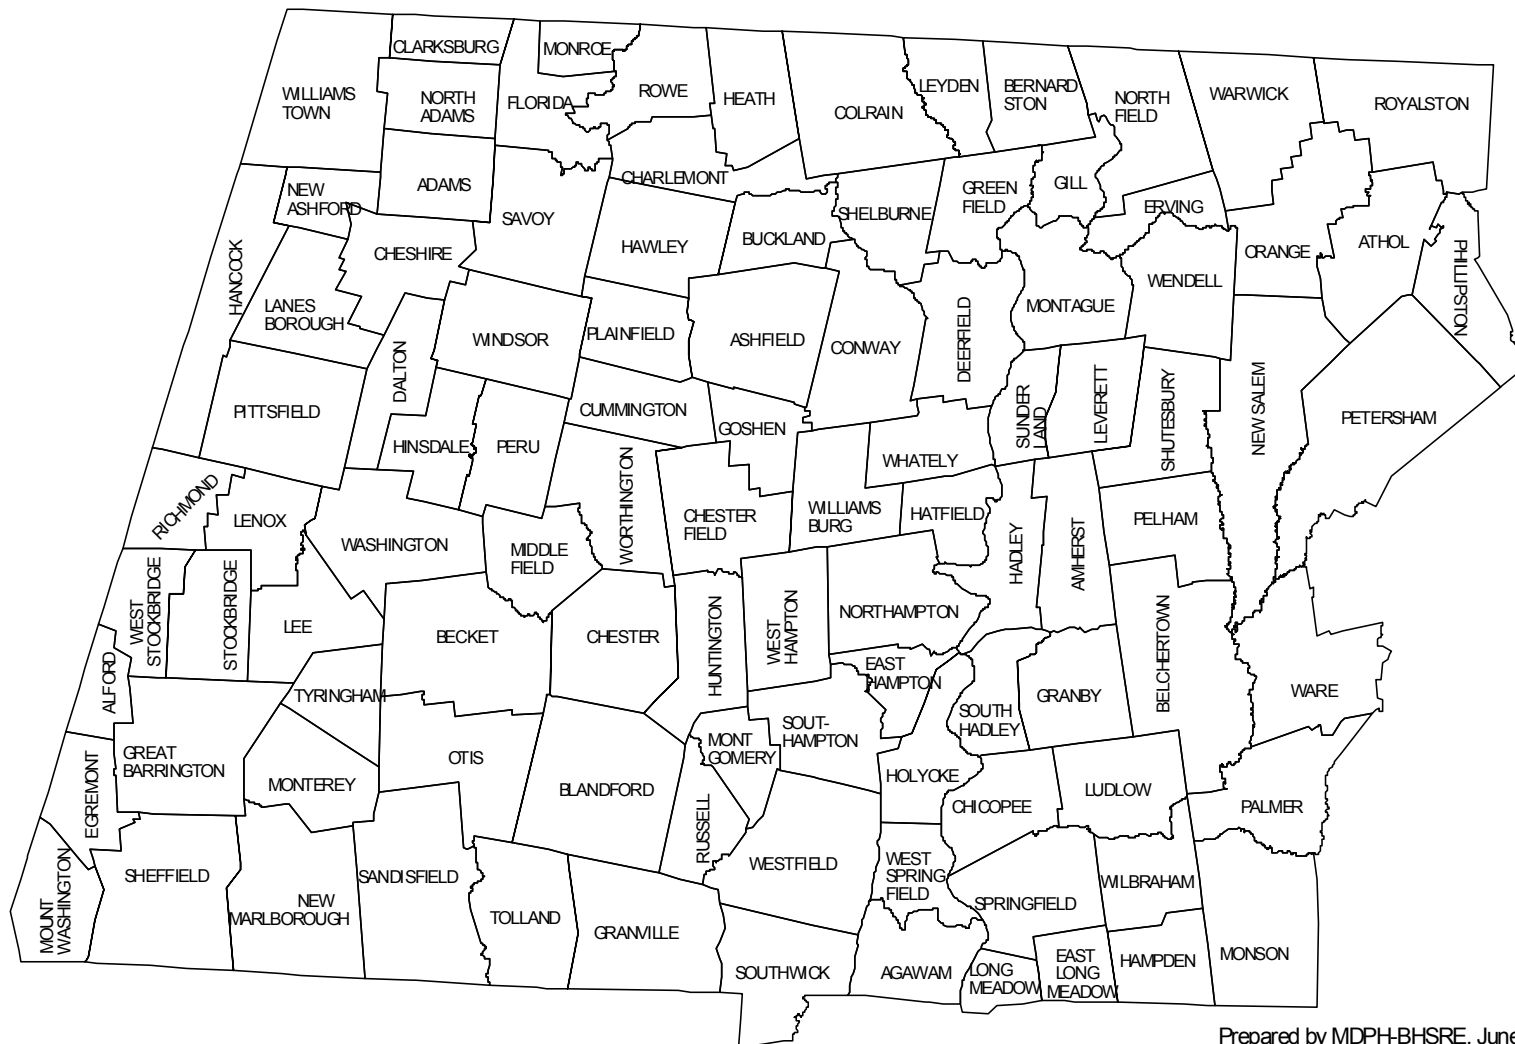 CLARKSBURG
MONROE
WILLIAMS
TOWN
NORTH
ADAMS
FLORIDA
ROWE
HEATH
COLRAIN
LEYDEN
BERNARD
STON
NORTH
FIELD
WARWICK
ROYALSTON
NEW
ASHFORD
ADAMS
SAVOY
CHARLEMONT
HAWLEY
BUCKLAND
SHELBURNE
GREEN
FIELD
GILL
ERVING
ORANGE
ATHOL
PHILLIPSTON
HANCOCK
CHESHIRE
LANES
BOROUGH
DALTON
WINDSOR
PLAINFIELD
ASHFIELD
CONWAY
DEERFIELD
MONTAGUE
WENDELL
NEW SALEM
PETERSHAM
PITTSFIELD
HINSDALE
PERU
CUMMINGTON
GOSHEN
WHATELY
SUNDER
LAND
LEVERETT
SHUTESBURY
RICHMOND
LENOX
WASHINGTON
MIDDLE
FIELD
WORTHINGTON
CHESTER
FIELD
WILLIAMS
BURG
HATFIELD
HADLEY
AMHERST
PELHAM
WEST
STOCKBRIDGE
STOCKBRIDGE
LEE
BECKET
CHESTER
HUNTINGTON
WEST
HAMPTON
NORTHAMPTON
BELCHERTOWN
WARE
ALFORD
TYRINGHAM
EAST
HAMPTON
SOUTH
HADLEY
GRANBY
GREAT
BARRINGTON
MONTEREY
OTIS
BLANDFORD
MONT
GOMERY
SOUT-
HAMPTON
HOLYOKE
CHICOPEE
LUDLOW
PALMER
EGREMONT
MOUNT
WASHINGTON
SHEFFIELD
NEW
MARLBOROUGH
SANDISFIELD
TOLLAND
GRANVILLE
RUSSELL
WESTFIELD
WEST
SPRING
FIELD
SPRINGFIELD
WILBRAHAM
MONSON
SOUTHWICK
AGAWAM
LONG
MEADOW
EAST
LONG
MEADOW
HAMPDEN
Prepared by MDPH-BHSRE, June